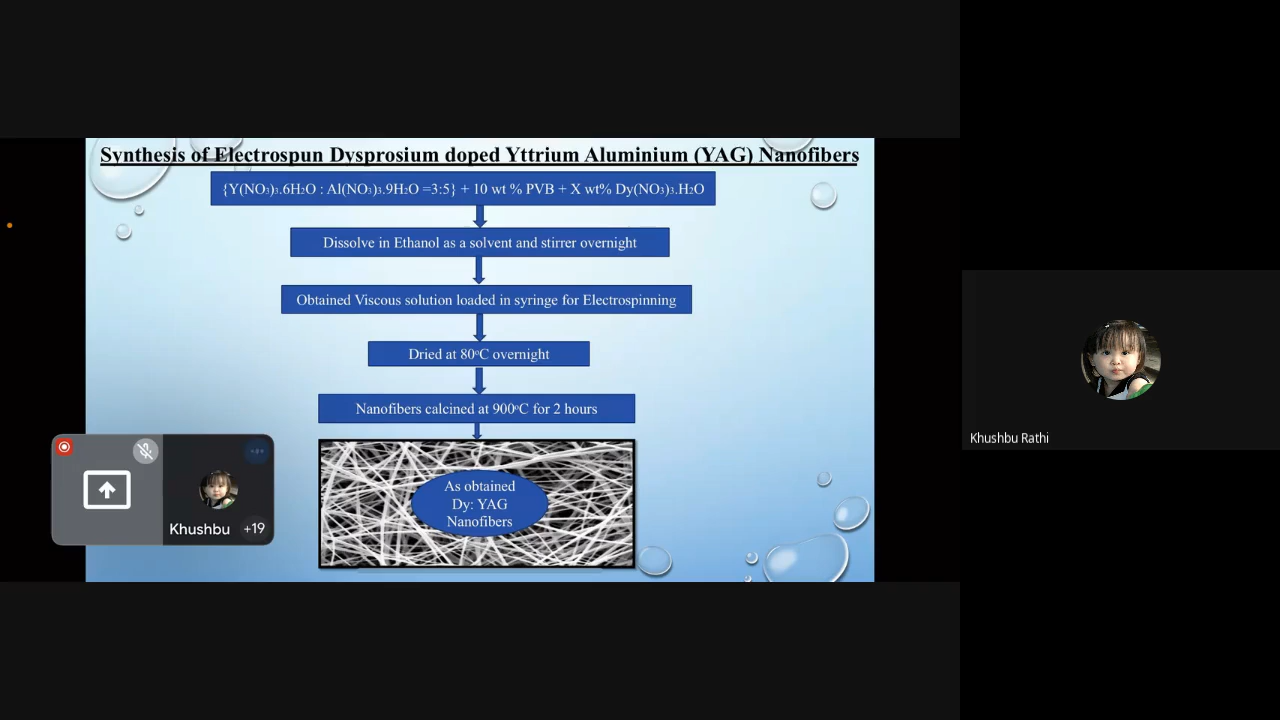 Synthesis of Electrospun Dysprosium doped Yttrium Aluminium (YAG) Nanofibers
{Y(NO₃)₃.6H₂O : Al(NO₃)₃.9H₂O =3:5} + 10 wt % PVB + X wt% Dy(NO₃)₃.H₂O
Dissolve in Ethanol as a solvent and stirrer overnight
Obtained Viscous solution loaded in syringe for Electrospinning
Dried at 80°C overnight
Nanofibers calcined at 900°C for 2 hours
As obtained
Dy: YAG
Nanofibers
Khushbu +19
Khushbu Rathi